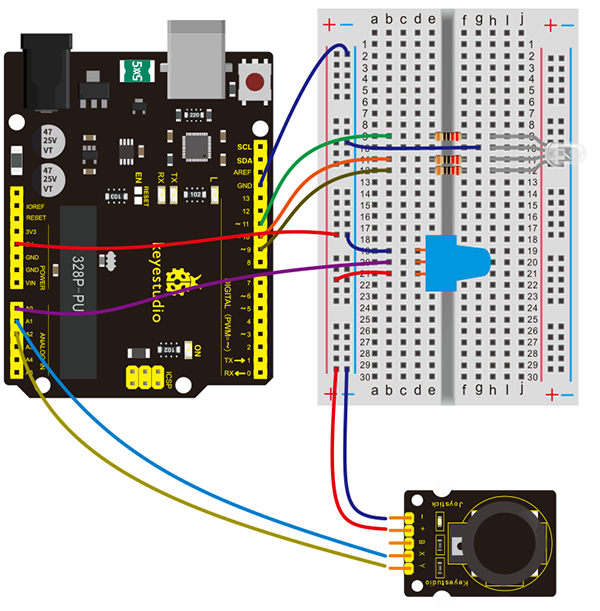 5x5
47
25V
VT
47
25V
VT
220
102
103
102
EN
RESET
RX
TX
L
SCL
SDA
AREF
GND
13
12
~ 11
~ 10
~ 9
8
7
~ 6
~ 5
4
~ 3
2
TX → 1
RX ← 0
DIGITAL (PWM=~)
IOREF
RESET
3V3
GND
GND
VIN
POWER
A0
A1
A2
A3
A4
ANALOG IN
328P-PU
keyestudio
ON
ICSP
+ −
a b c d e
f g h i j
+ −
1
2
3
4
5
6
7
8
9
10
11
12
13
14
15
16
17
18
19
20
21
22
23
24
25
26
27
28
29
30
1
2
3
4
5
6
7
8
9
10
11
12
13
14
15
16
17
18
19
20
21
22
23
24
25
26
27
28
29
30
a b c d e
f g h i j
+ −
+ −
Joystick
−
+
B
X
Y
Keyestudio